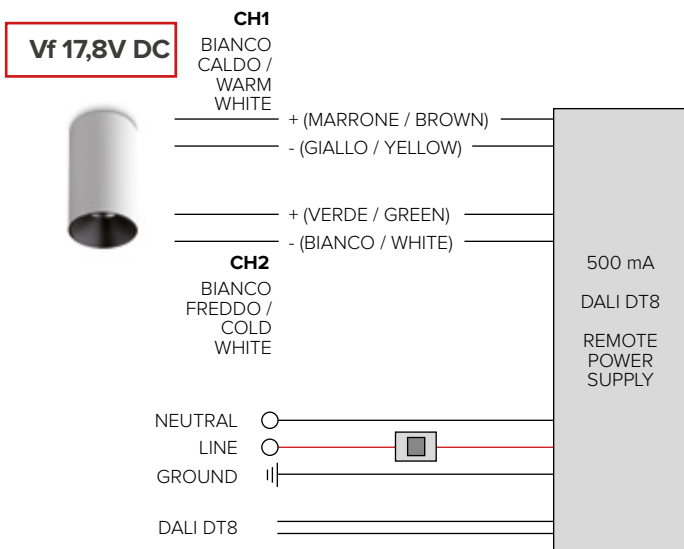 Vf 17,8V DC
CH1
BIANCO
CALDO /
WARM
WHITE
+ (MARRONE / BROWN)
- (GIALLO / YELLOW)
+ (VERDE / GREEN)
- (BIANCO / WHITE)
CH2
BIANCO
FREDDO /
COLD
WHITE
500 mA
DALI DT8
REMOTE
POWER
SUPPLY
NEUTRAL
LINE
GROUND
DALI DT8